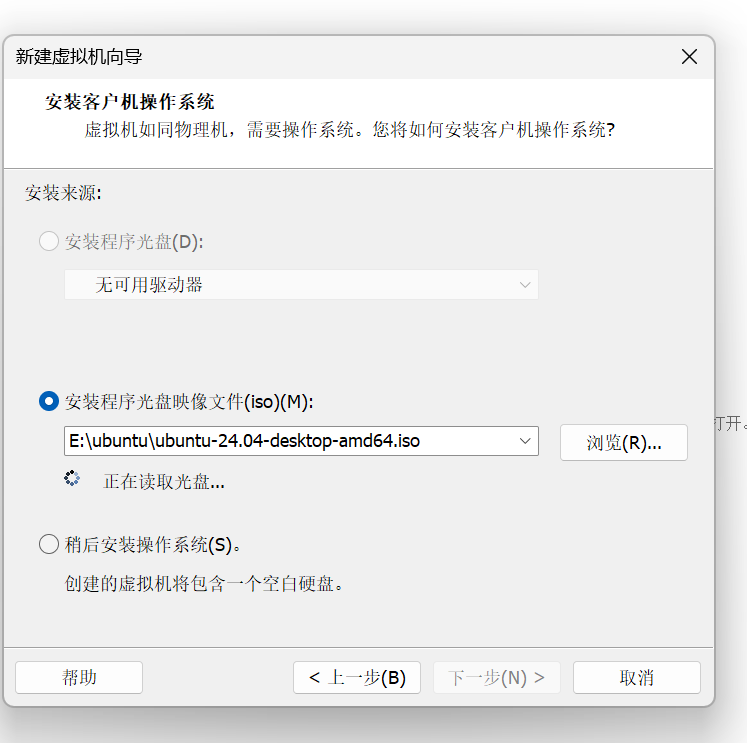 新建虚拟机向导
安装客户机操作系统
虚拟机如同物理机，需要操作系统。您将如何安装客户机操作系统?
安装来源:
安装程序光盘(D):
无可用驱动器
安装程序光盘映像文件(iso)(M):
E:\ubuntu\ubuntu-24.04-desktop-amd64.iso
浏览(R)...
打开。
正在读取光盘...
稍后安装操作系统(S)。
创建的虚拟机将包含一个空白硬盘。
帮助
< 上一步(B)
下一步(N) >
取消